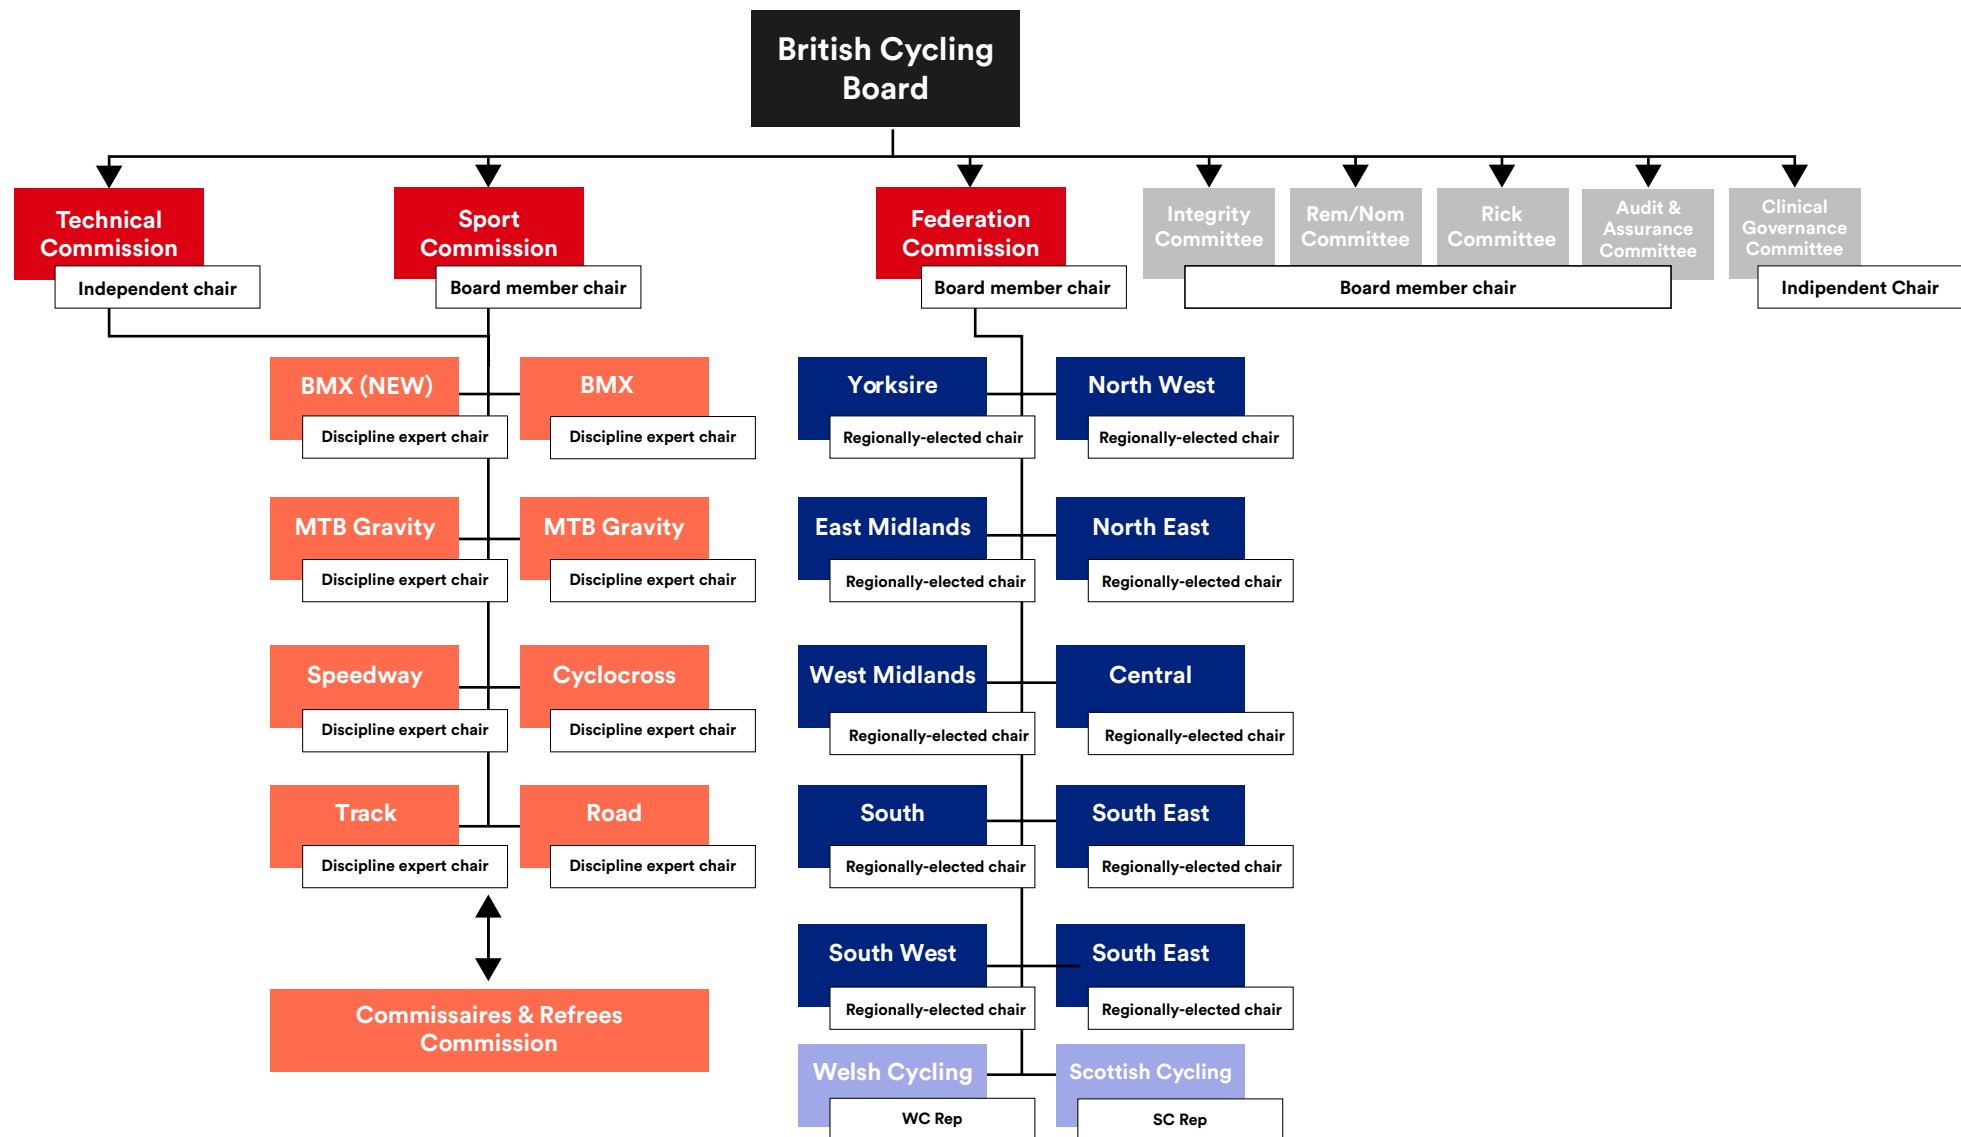 British Cycling
Board
Technical
Commission
Independent chair
Sport
Commission
Board member chair
Federation
Commission
Board member chair
Integrity
Committee
Rem/Nom
Committee
Rick
Committee
Audit &
Assurance
Committee
Board member chair
Clinical
Governance
Committee
Indipendent Chair
BMX (NEW)
Discipline expert chair
BMX
Discipline expert chair
MTB Gravity
Discipline expert chair
MTB Gravity
Discipline expert chair
Speedway
Discipline expert chair
Cyclocross
Discipline expert chair
Track
Discipline expert chair
Road
Discipline expert chair
Commissaires & Refrees
Commission
Yorksire
Regionally-elected chair
North West
Regionally-elected chair
East Midlands
Regionally-elected chair
North East
Regionally-elected chair
West Midlands
Regionally-elected chair
Central
Regionally-elected chair
South
Regionally-elected chair
South East
Regionally-elected chair
South West
Regionally-elected chair
South East
Regionally-elected chair
Welsh Cycling
WC Rep
Scottish Cycling
SC Rep